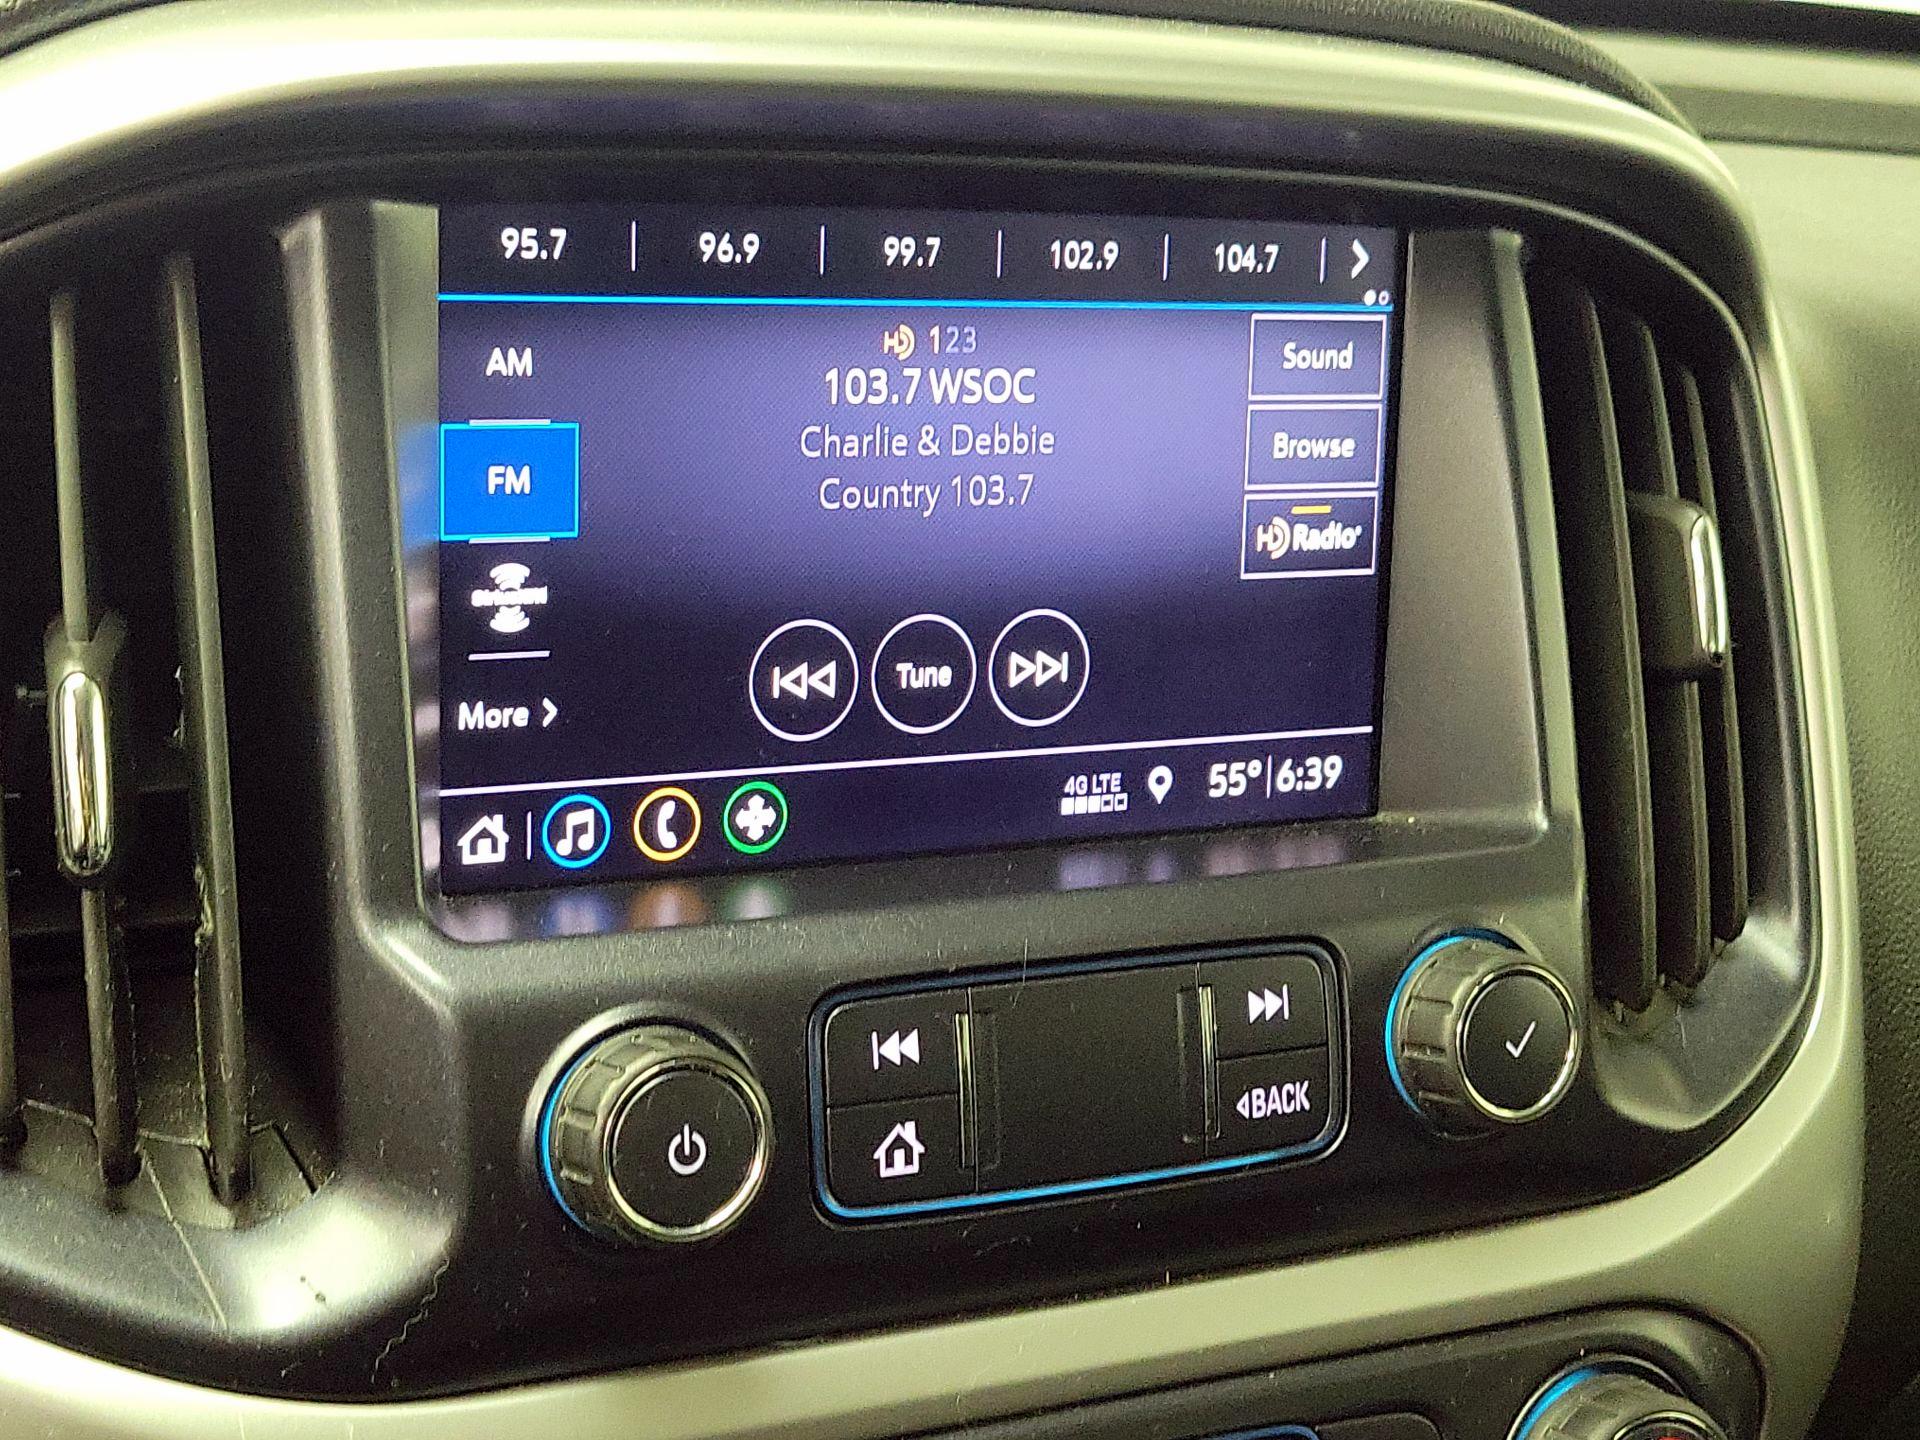 95.7 | 96.9 | 99.7 | 102.9 | 104.7 |
HD 123
AM
103.7 WSOC
Sound
Charlie & Debbie
Browse
FM
Country 103.7
HD Radio
Tune
More
4G LTE
55° | 6:39
BACK